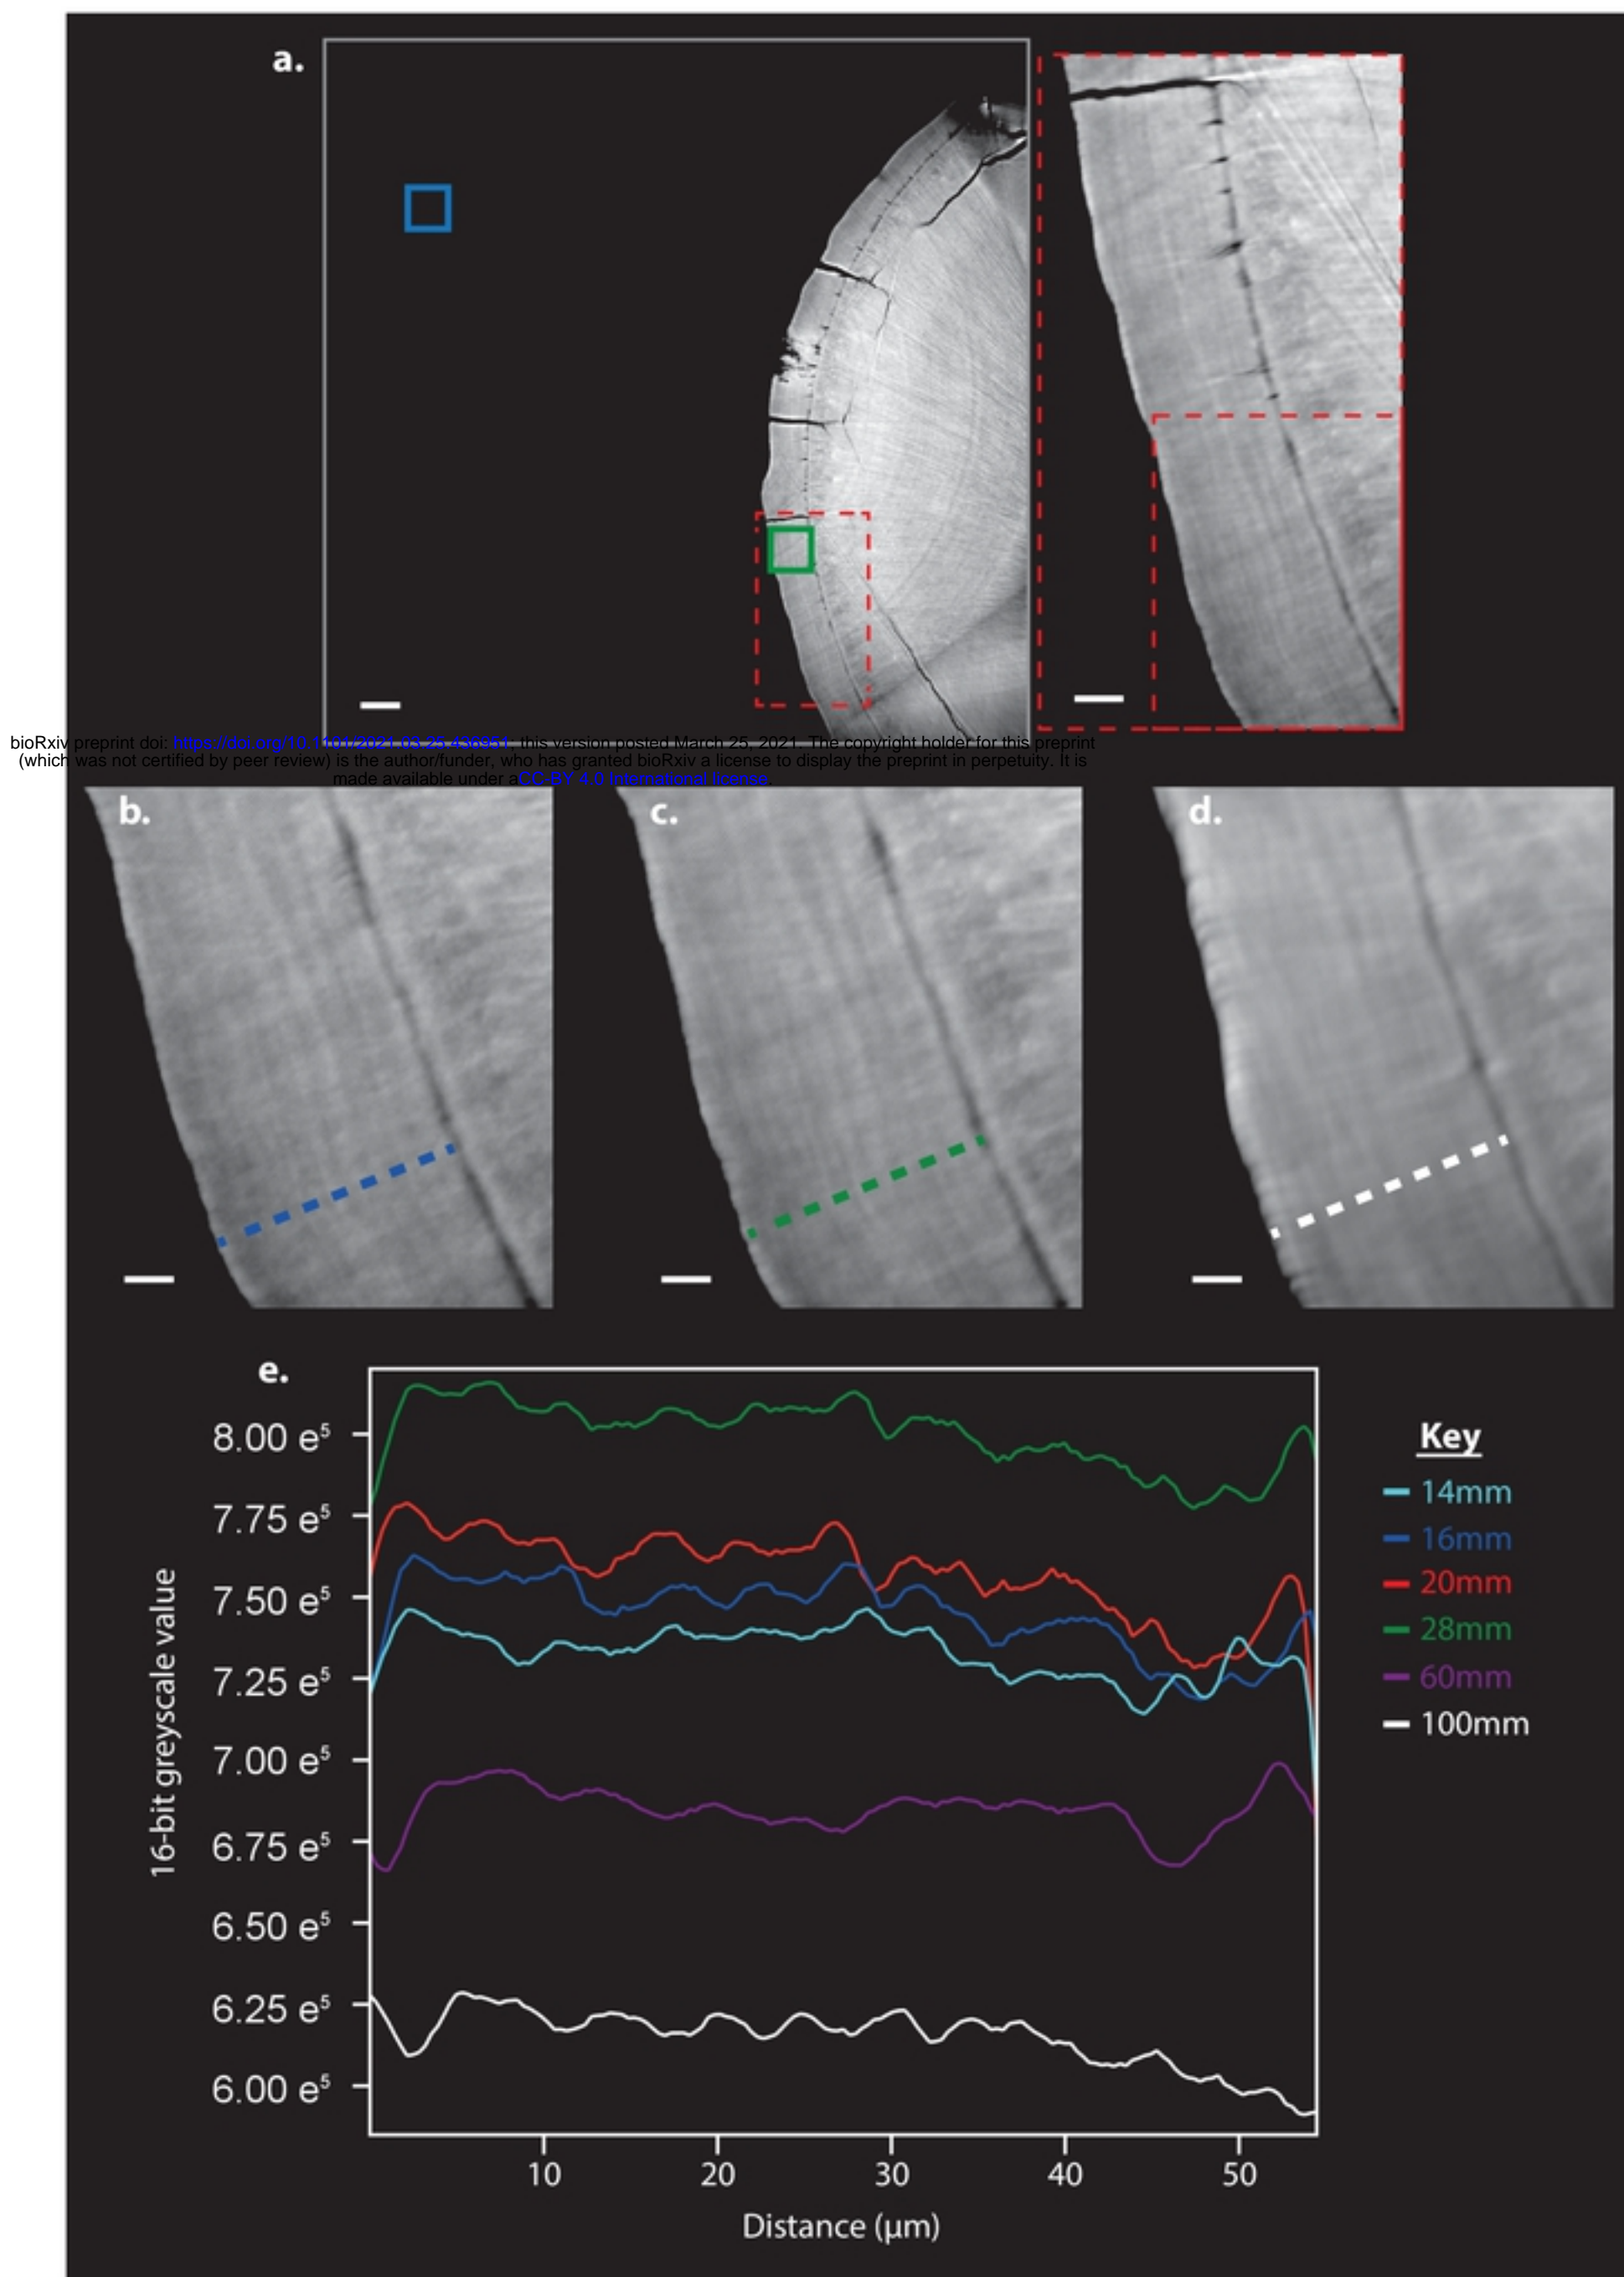 a.
bioRxiv preprint doi: https://doi.org/10.1101/2021.03.25.436951; this version posted March 25, 2021. The copyright holder for this preprint
(which was not certified by peer review) is the author/funder, who has granted bioRxiv a license to display the preprint in perpetuity. It is
made available under aCC-BY 4.0 International license.
b.
c.
d.
e.
16-bit greyscale value
8.00 e⁵
7.75 e⁵
7.50 e⁵
7.25 e⁵
7.00 e⁵
6.75 e⁵
6.50 e⁵
6.25 e⁵
6.00 e⁵
10 20 30 40 50
Distance (µm)
Key
14mm
16mm
20mm
28mm
60mm
100mm